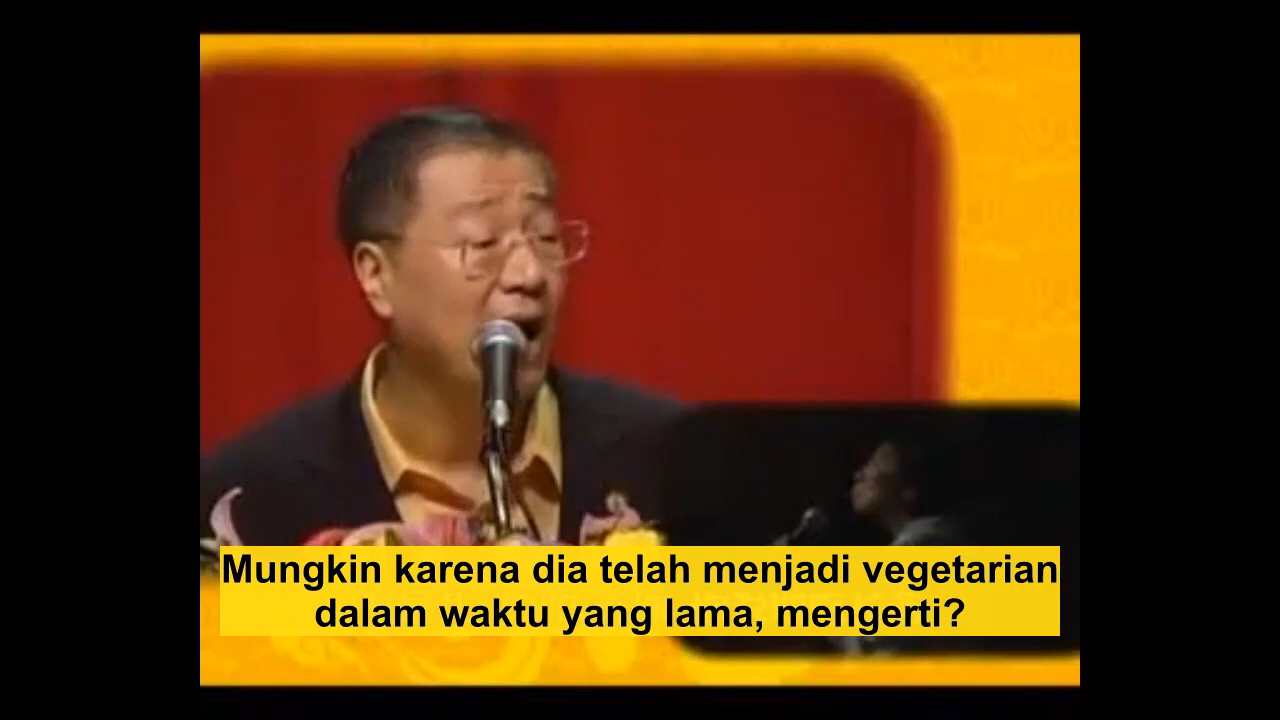 Mungkin karena dia telah menjadi vegetarian
dalam waktu yang lama, mengerti?